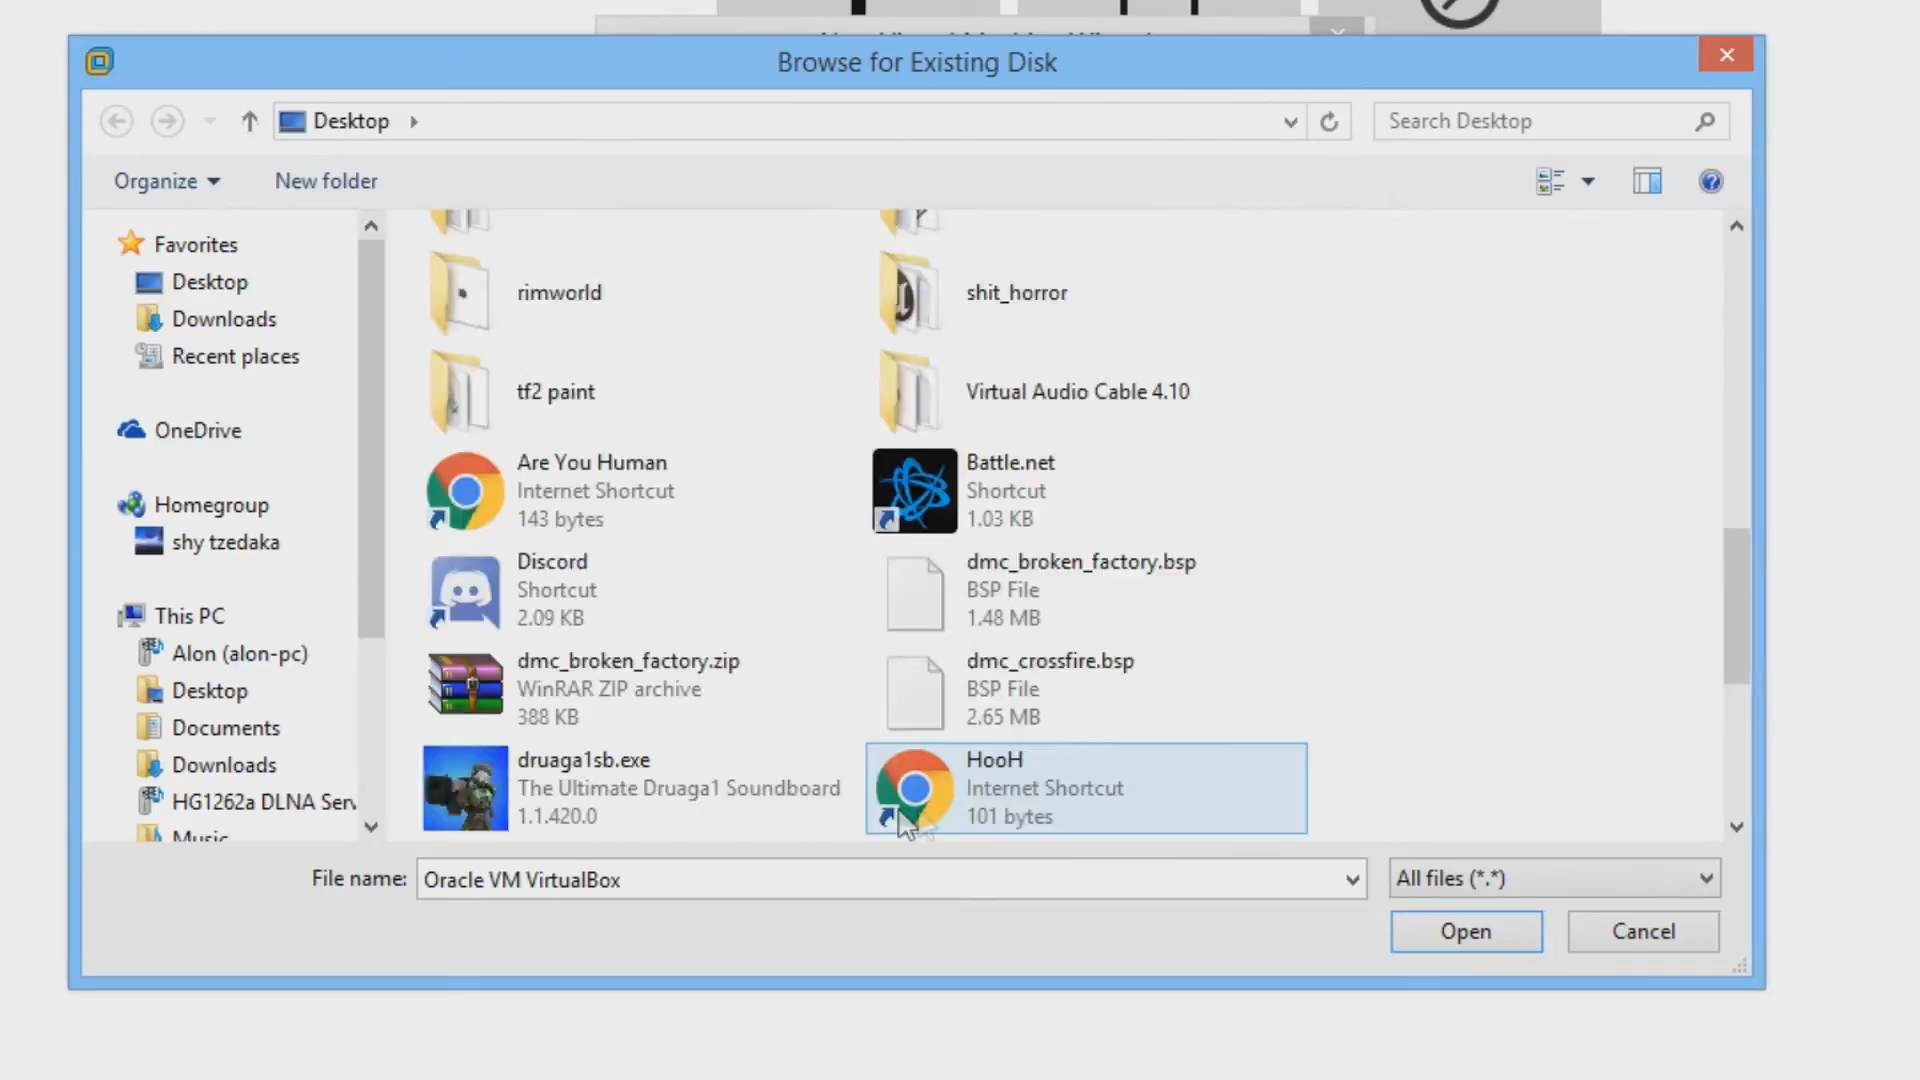 Browse for Existing Disk
Desktop
Search Desktop
Organize
New folder
Favorites
Desktop
Downloads
Recent places
OneDrive
Homegroup
shy tzedaka
This PC
Alon (alon-pc)
Desktop
Documents
Downloads
HG1262a DLNA Serv
Music
rimworld
shit_horror
tf2 paint
Virtual Audio Cable 4.10
Are You Human
Internet Shortcut
143 bytes
Battle.net
Shortcut
1.03 KB
Discord
Shortcut
2.09 KB
dmc_broken_factory.bsp
BSP File
1.48 MB
dmc_broken_factory.zip
WinRAR ZIP archive
388 KB
dmc_crossfire.bsp
BSP File
2.65 MB
druaga1sb.exe
The Ultimate Druaga1 Soundboard
1.1.420.0
HooH
Internet Shortcut
101 bytes
File name:
Oracle VM VirtualBox
All files (*.*)
Open
Cancel